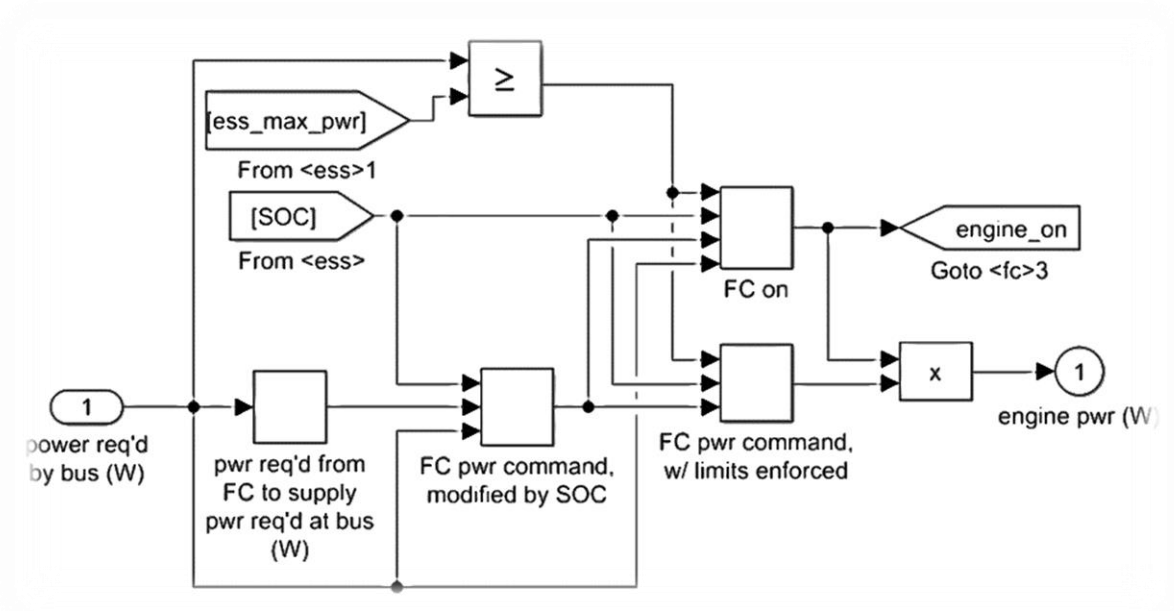 ≥
[ess_max_pwr]
From <ess>1
[SOC]
From <ess>
FC on
engine_on
Goto <fc>3
1
power req'd
by bus (W)
pwr req'd from
FC to supply
pwr req'd at bus
(W)
FC pwr command,
modified by SOC
FC pwr command,
w/ limits enforced
x
1
engine pwr (W)